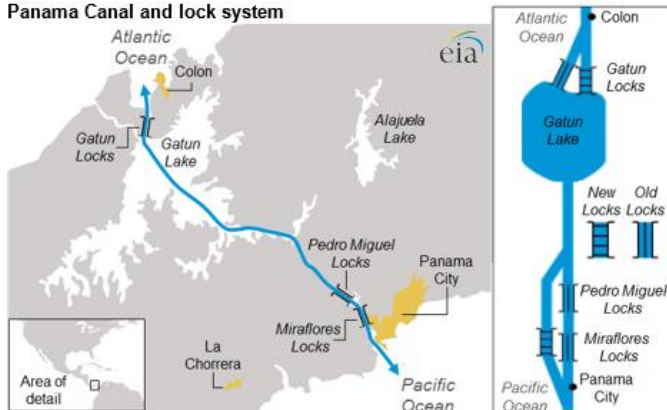 Panama Canal and lock system
Atlantic
Ocean
Colon
eia
Gatun
Locks
Gatun
Lake
Alajuela
Lake
Pedro Miguel
Locks
Panama
City
Miraflores
Locks
La
Chorrera
Area of
detail
Pacific
Ocean
Atlantic
Ocean
Colon
Gatun
Locks
Gatun
Lake
New
Locks
Old
Locks
Pedro Miguel
Locks
Miraflores
Locks
Pacific
Ocean
Panama
City